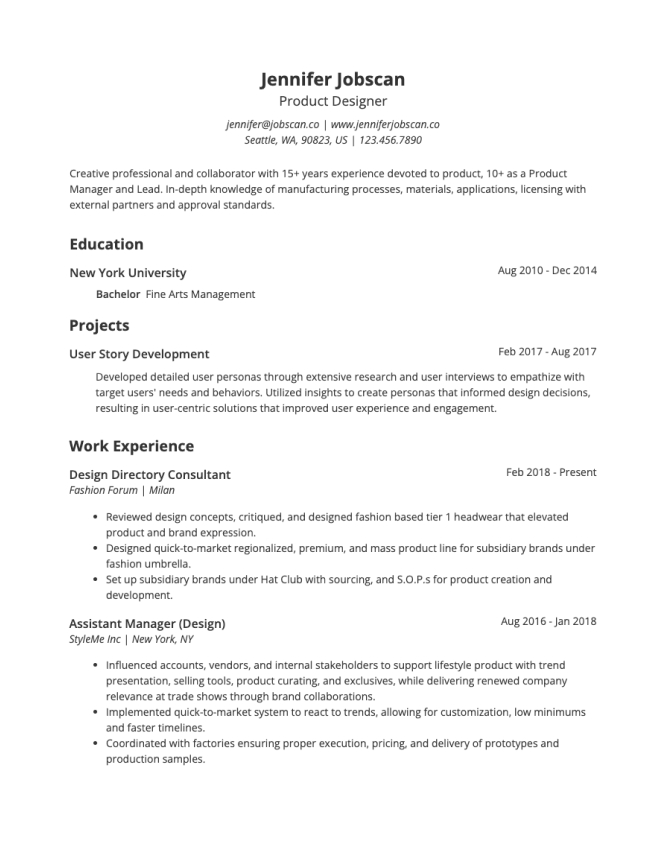 Jennifer Jobscan
Product Designer
jennifer@jobscan.co | www.jenniferjobscan.co
Seattle, WA, 90823, US | 123.456.7890
Creative professional and collaborator with 15+ years experience devoted to product, 10+ as a Product
Manager and Lead. In-depth knowledge of manufacturing processes, materials, applications, licensing with
external partners and approval standards.
Education
New York University Aug 2010 - Dec 2014
Bachelor Fine Arts Management
Projects
User Story Development Feb 2017 - Aug 2017
Developed detailed user personas through extensive research and user interviews to empathize with
target users' needs and behaviors. Utilized insights to create personas that informed design decisions,
resulting in user-centric solutions that improved user experience and engagement.
Work Experience
Design Directory Consultant Feb 2018 - Present
Fashion Forum | Milan
• Reviewed design concepts, critiqued, and designed fashion based tier 1 headwear that elevated
product and brand expression.
• Designed quick-to-market regionalized, premium, and mass product line for subsidiary brands under
fashion umbrella.
• Set up subsidiary brands under Hat Club with sourcing, and S.O.P.s for product creation and
development.
Assistant Manager (Design) Aug 2016 - Jan 2018
StyleMe Inc | New York, NY
• Influenced accounts, vendors, and internal stakeholders to support lifestyle product with trend
presentation, selling tools, product curating, and exclusives, while delivering renewed company
relevance at trade shows through brand collaborations.
• Implemented quick-to-market system to react to trends, allowing for customization, low minimums
and faster timelines.
• Coordinated with factories ensuring proper execution, pricing, and delivery of prototypes and
production samples.